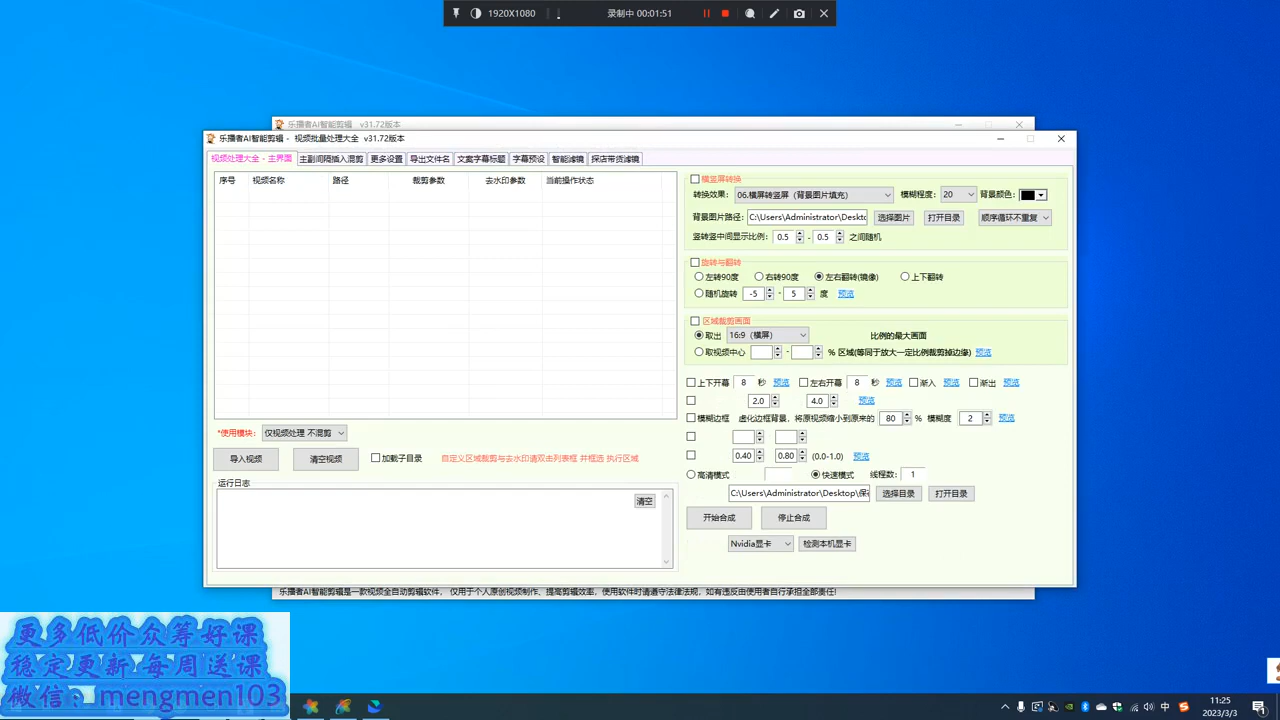 1920X1080 录制中 00:01:51
乐播者AI智能剪辑 v31.72版本
乐播者AI智能剪辑 - 视频批量处理大全 v31.72版本
视频处理大全 - 主界面 主副间隔插入混剪 更多设置 导出文件名 文案字幕标题 字幕预设 智能滤镜 探店带货滤镜
序号 视频名称 路径 裁剪参数 去水印参数 当前操作状态
横竖屏转换
转换效果: 06.横屏转竖屏（背景图片填充） 模糊程度: 20 背景颜色:
背景图片路径: C:\Users\Administrator\Deskto 选择图片 打开目录 顺序循环不重复
竖转竖中间显示比例: 0.5 - 0.5 之间随机
旋转与翻转
左转90度 右转90度 左右翻转(镜像) 上下翻转
随机旋转 -5 - 5 度 预览
区域裁剪画面
取出 16:9（横屏） 比例的最大画面
取视频中心 - % 区域(等同于放大一定比例裁剪掉边缘) 预览
上下开幕 8 秒 预览 左右开幕 8 秒 预览 渐入 预览 渐出 预览
2.0 4.0 预览
模糊边框 虚化边框背景，将原视频缩小到原来的 80 % 模糊度 2 预览
0.40 0.80 (0.0-1.0) 预览
高清模式 快速模式 线程数: 1
C:\Users\Administrator\Desktop\保 选择目录 打开目录
开始合成 停止合成
Nvidia显卡 检测本机显卡
*使用模块: 仅视频处理 不混剪
导入视频 清空视频 加载子目录 自定义区域裁剪与去水印请双击列表框 并框选 执行区域
运行日志
清空
乐播者AI智能剪辑是一款视频全自动剪辑软件， 仅用于个人原创视频制作、提高剪辑效率，使用软件时请遵守法律法规，如有违反由使用者自行承担全部责任!
更多低价众筹好课
稳定更新 每周送课
微信：mengmen103
中
11:25
2023/3/3
1